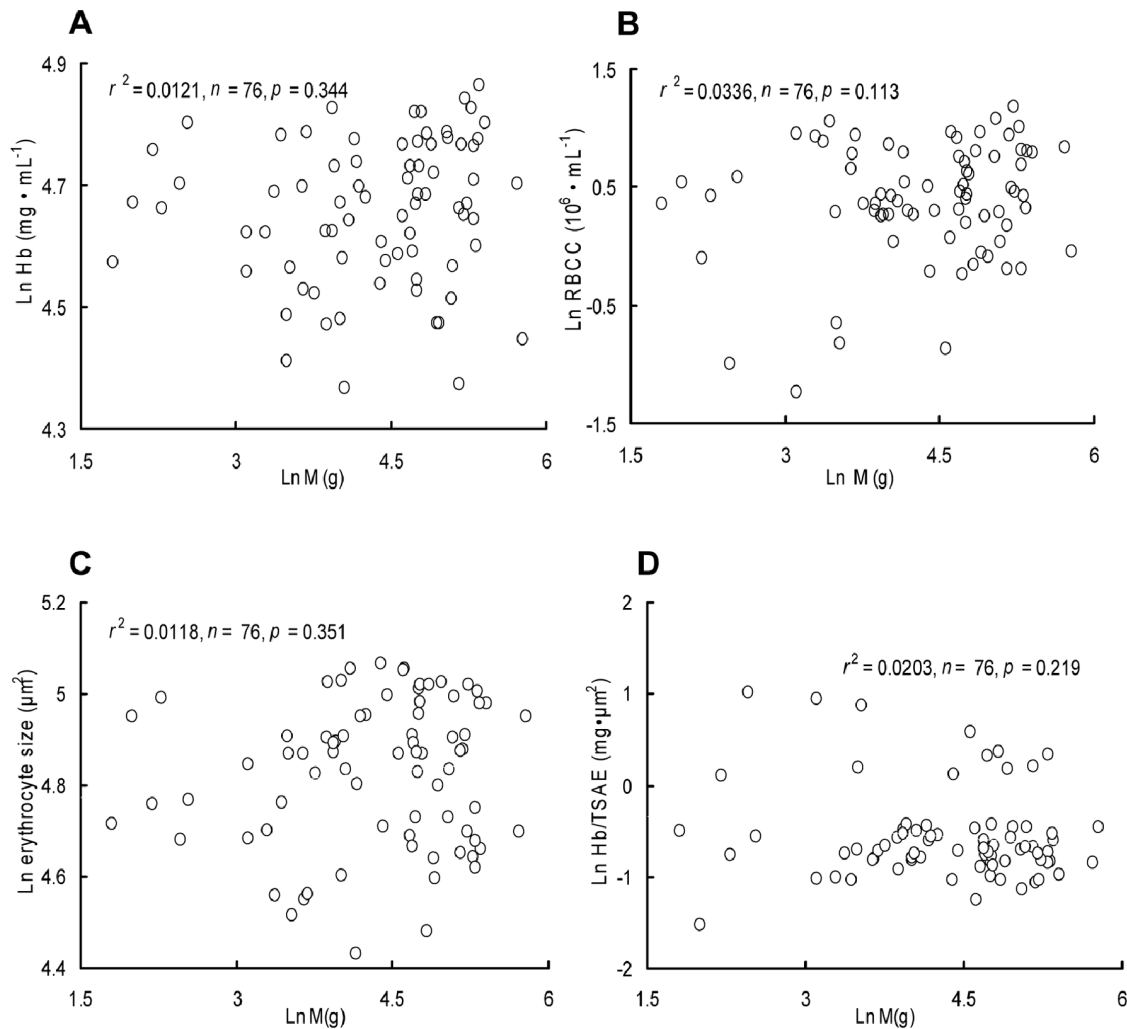 A
r² = 0.0121, n = 76, p = 0.344
4.9
4.7
4.5
4.3
Ln Hb (mg • mL⁻¹)
1.5 3 4.5 6
Ln M (g)
B
r² = 0.0336, n = 76, p = 0.113
1.5
0.5
-0.5
-1.5
Ln RBCC (10⁶ • mL⁻¹)
1.5 3 4.5 6
Ln M (g)
C
r² = 0.0118, n = 76, p = 0.351
5.2
5
4.8
4.6
4.4
Ln erythrocyte size (µm²)
1.5 3 4.5 6
Ln M (g)
D
r² = 0.0203, n = 76, p = 0.219
2
1
0
-1
-2
Ln Hb/TSAE (mg•µm²)
1.5 3 4.5 6
Ln M (g)